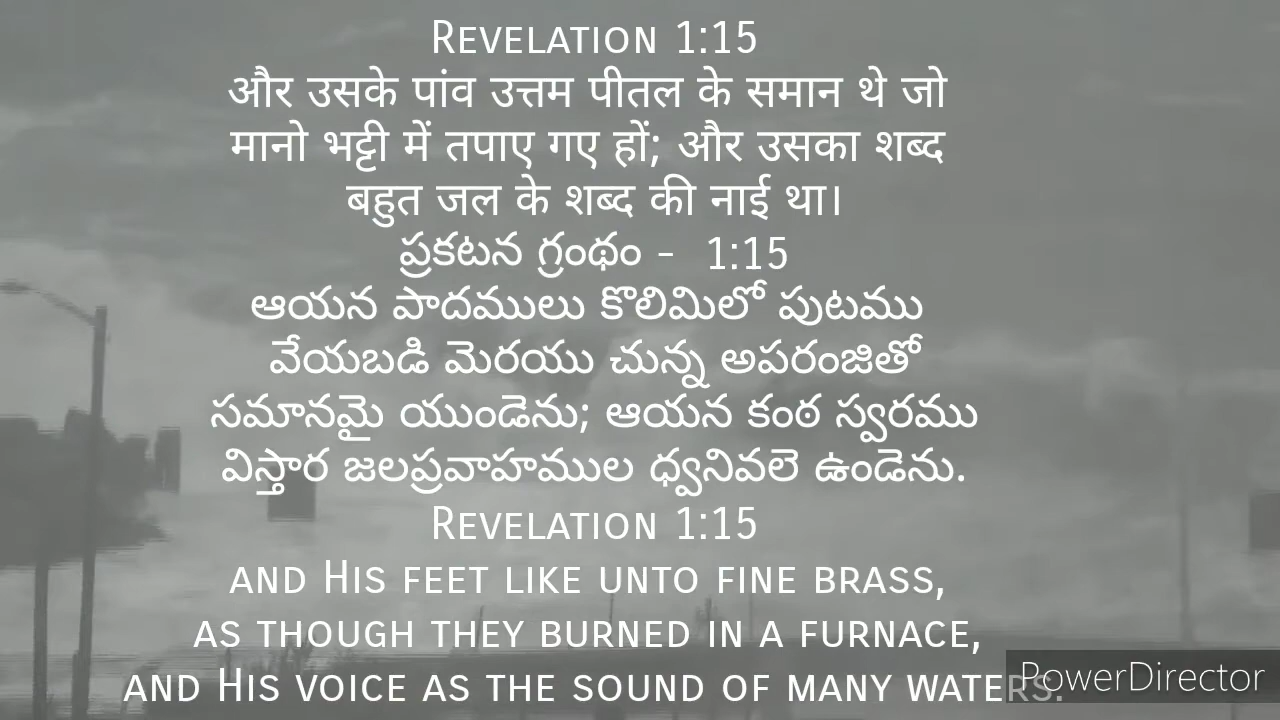 Revelation 1:15
और उसके पांव उत्तम पीतल के समान थे जो
मानो भट्टी में तपाए गए हों; और उसका शब्द
बहुत जल के शब्द की नाई था।
ప్రకటన గ్రంథం - 1:15
ఆయన పాదములు కొలిమిలో పుటము
వేయబడి మెరయు చున్న అపరంజితో
సమానమై యుండెను; ఆయన కంఠ స్వరము
విస్తార జలప్రవాహముల ధ్వనివలె ఉండెను.
Revelation 1:15
and His feet like unto fine brass,
as though they burned in a furnace,
and His voice as the sound of many waters.
PowerDirector